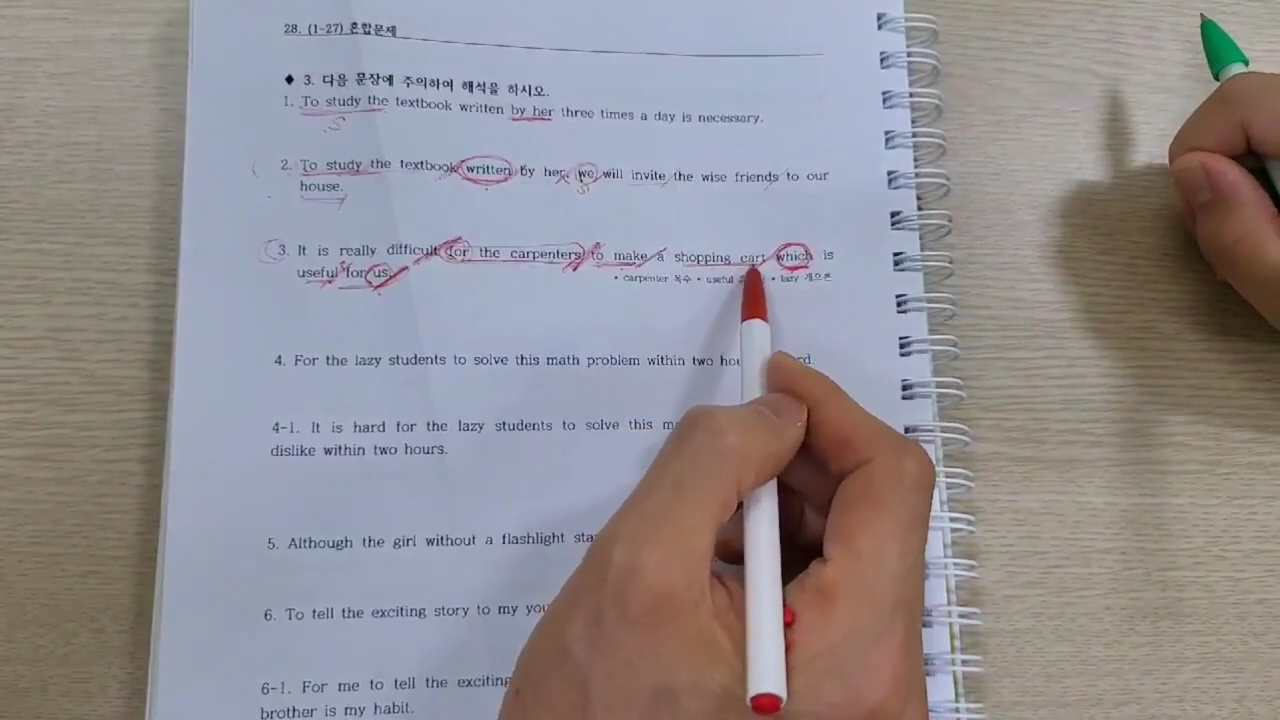 28. (1-27) 혼합문제
◆ 3. 다음 문장에 주의하여 해석을 하시오.
1. To study the textbook written by her three times a day is necessary.
S
2. To study the textbook written by her, we will invite the wise friends to our
S
house.
3. It is really difficult for the carpenters to make a shopping cart which is
useful for us.
• carpenter 목수 • useful • lazy 게으른
4. For the lazy students to solve this math problem within two
4-1. It is hard for the lazy students to solve this
dislike within two hours.
5. Although the girl without a flashlight
6. To tell the exciting story to my
6-1. For me to tell the exciting
brother is my habit.